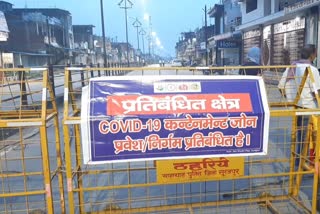 प्रतिबंधित क्षेत्र
COVID-19 कन्टेनमेन्ट जोन
प्रवेश/निर्गम प्रतिबंधित है।